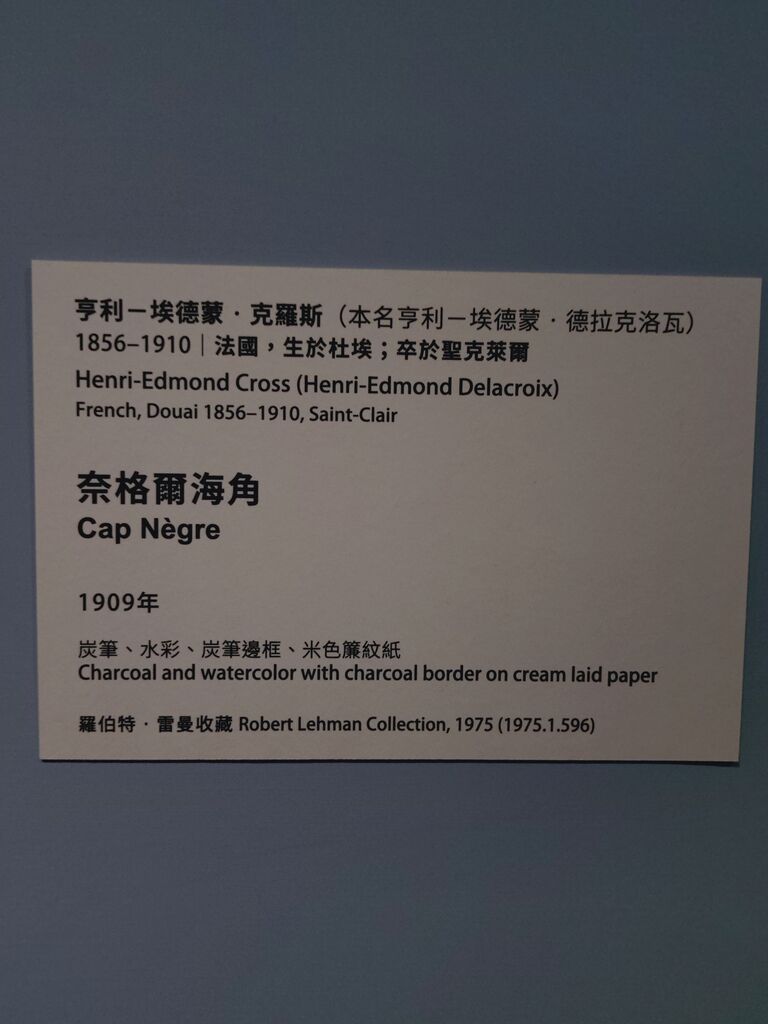 亨利－埃德蒙．克羅斯（本名亨利－埃德蒙．德拉克洛瓦）
1856–1910｜法國，生於杜埃；卒於聖克萊爾
Henri-Edmond Cross (Henri-Edmond Delacroix)
French, Douai 1856–1910, Saint-Clair
奈格爾海角
Cap Nègre
1909年
炭筆、水彩、炭筆邊框、米色簾紋紙
Charcoal and watercolor with charcoal border on cream laid paper
羅伯特．雷曼收藏 Robert Lehman Collection, 1975 (1975.1.596)